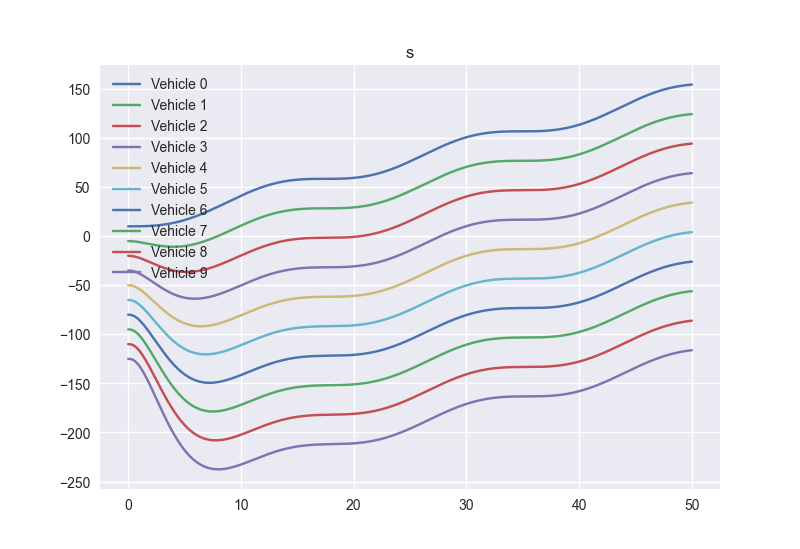 s
150
100
50
0
−50
−100
−150
−200
−250
Vehicle 0
Vehicle 1
Vehicle 2
Vehicle 3
Vehicle 4
Vehicle 5
Vehicle 6
Vehicle 7
Vehicle 8
Vehicle 9
0 10 20 30 40 50